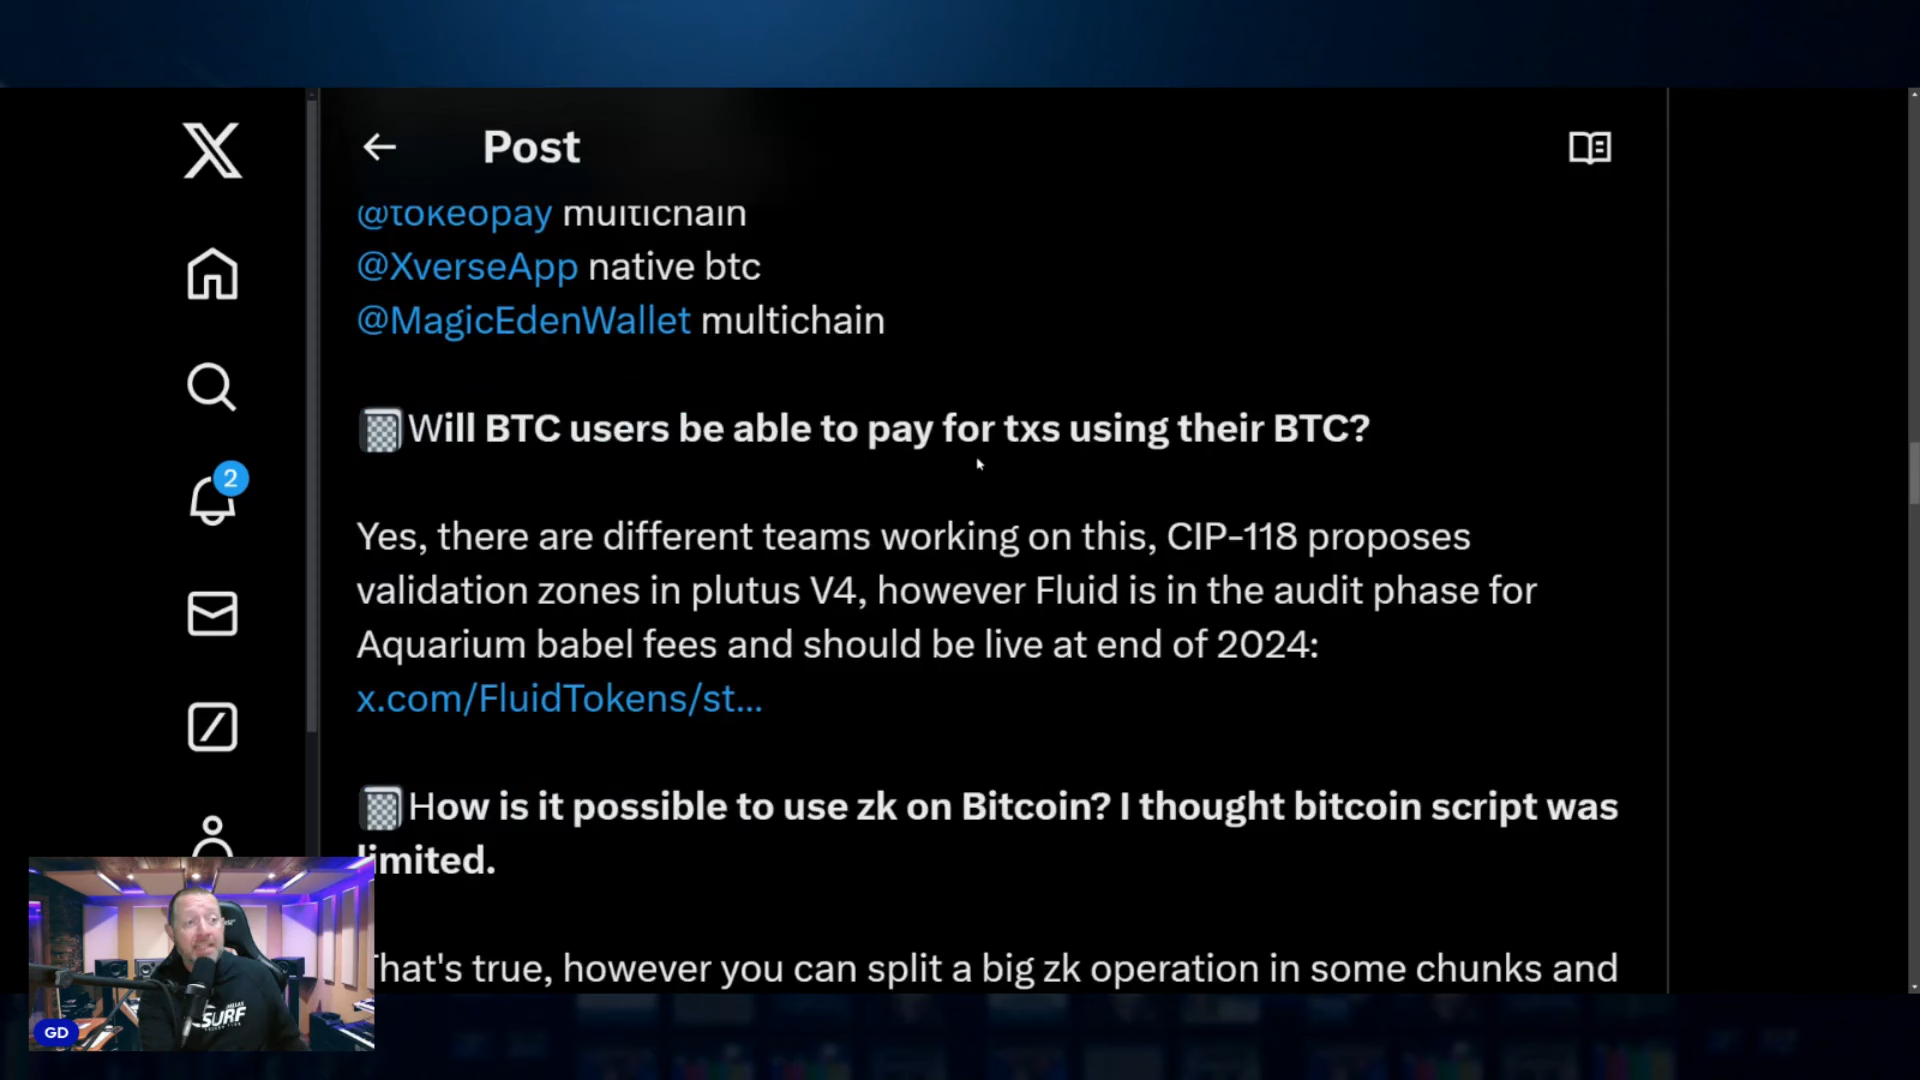 Post
@tokeopay multichain
@XverseApp native btc
@MagicEdenWallet multichain
Will BTC users be able to pay for txs using their BTC?
2
Yes, there are different teams working on this, CIP-118 proposes
validation zones in plutus V4, however Fluid is in the audit phase for
Aquarium babel fees and should be live at end of 2024:
x.com/FluidTokens/st...
How is it possible to use zk on Bitcoin? I thought bitcoin script was
limited.
That's true, however you can split a big zk operation in some chunks and
SURF
GD